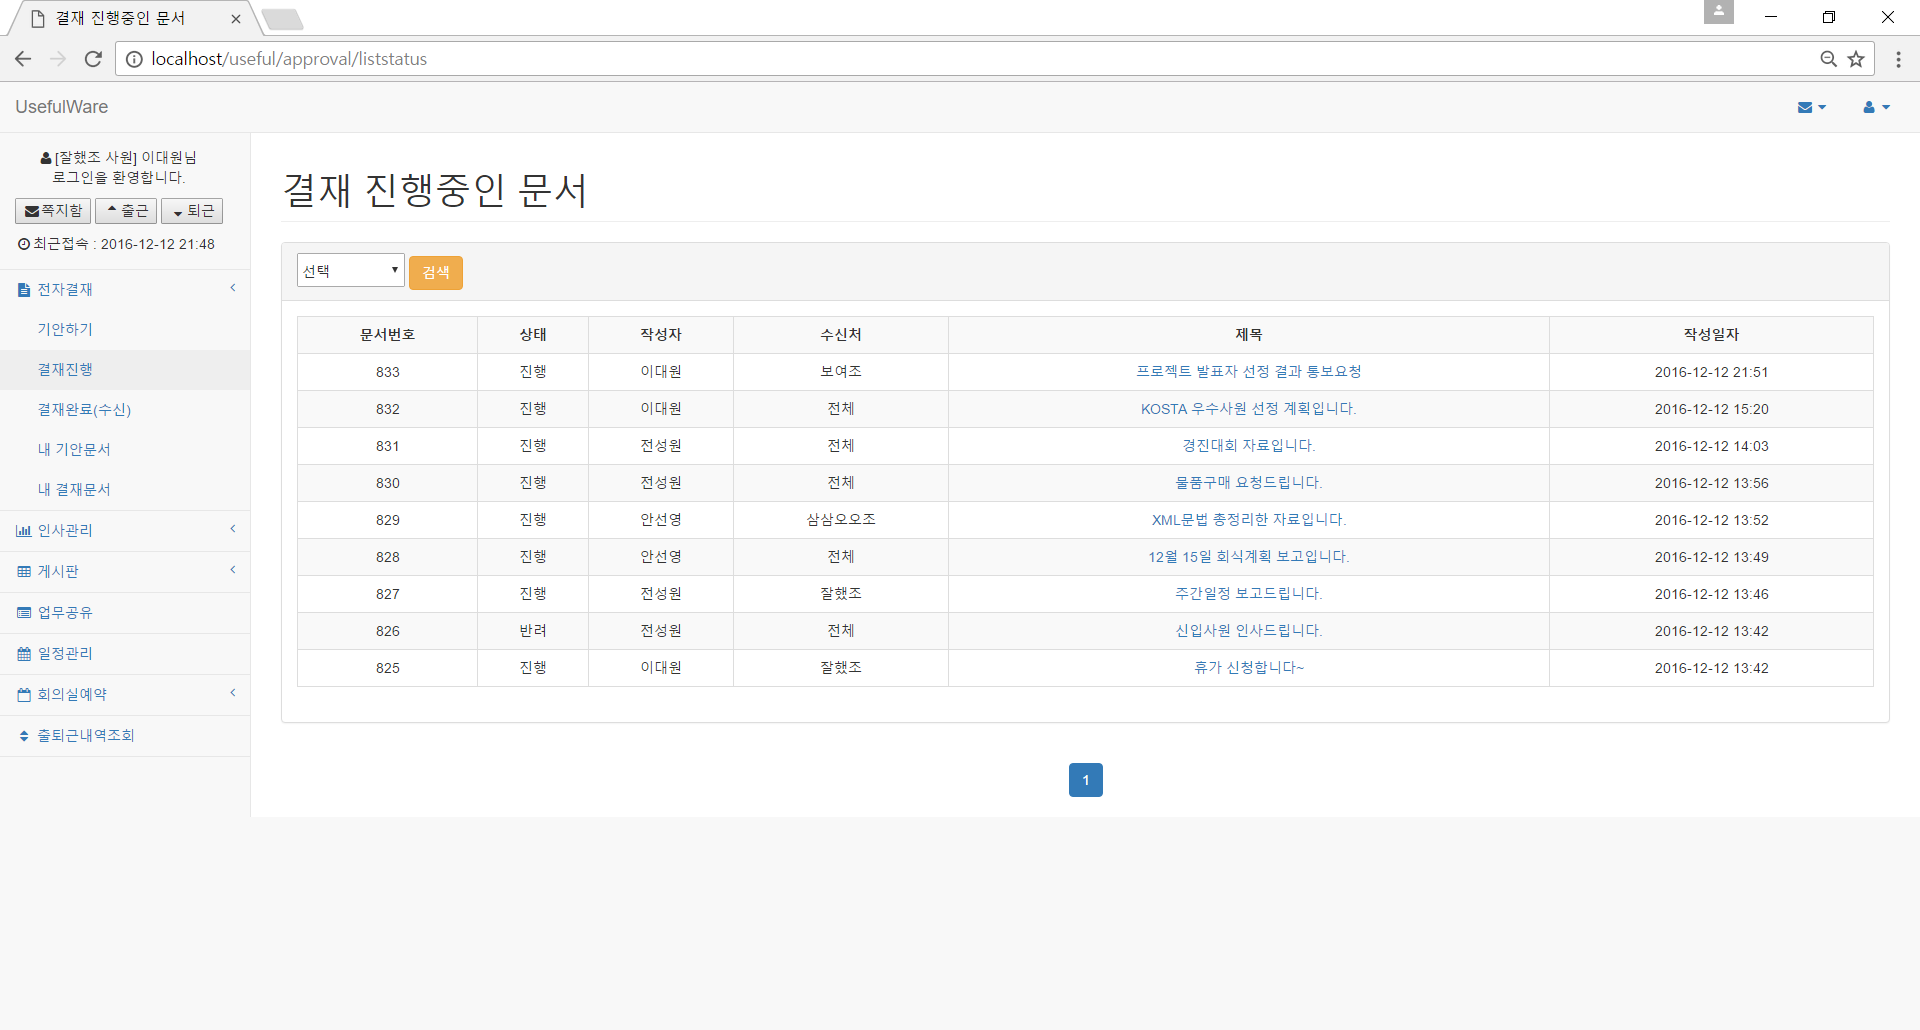 결재 진행중인 문서
localhost/useful/approval/liststatus
UsefulWare
[잘했조 사원] 이대원님
로그인을 환영합니다.
쪽지함 출근 퇴근
최근접속 : 2016-12-12 21:48
전자결재
기안하기
결재진행
결재완료(수신)
내 기안문서
내 결재문서
인사관리
게시판
업무공유
일정관리
회의실예약
출퇴근내역조회
결재 진행중인 문서
선택 검색
문서번호 상태 작성자 수신처 제목 작성일자
833 진행 이대원 보여조 프로젝트 발표자 선정 결과 통보요청 2016-12-12 21:51
832 진행 이대원 전체 KOSTA 우수사원 선정 계획입니다. 2016-12-12 15:20
831 진행 전성원 전체 경진대회 자료입니다. 2016-12-12 14:03
830 진행 전성원 전체 물품구매 요청드립니다. 2016-12-12 13:56
829 진행 안선영 삼삼오오조 XML문법 총정리한 자료입니다. 2016-12-12 13:52
828 진행 안선영 전체 12월 15일 회식계획 보고입니다. 2016-12-12 13:49
827 진행 전성원 잘했조 주간일정 보고드립니다. 2016-12-12 13:46
826 반려 전성원 전체 신입사원 인사드립니다. 2016-12-12 13:42
825 진행 이대원 잘했조 휴가 신청합니다~ 2016-12-12 13:42
1